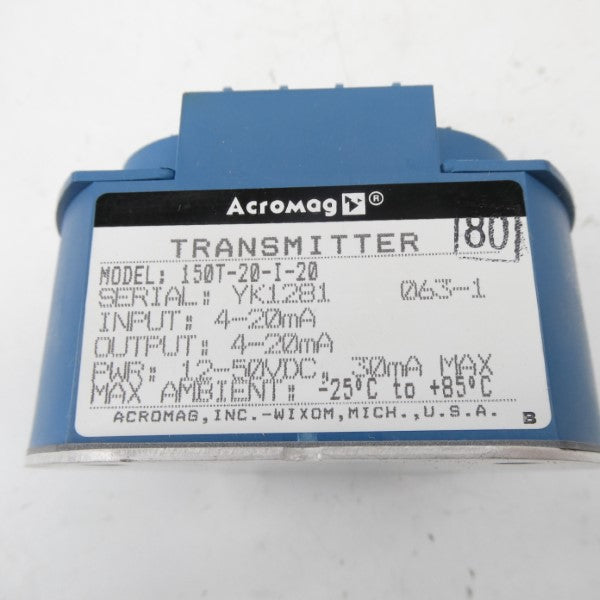 Acromag ®
TRANSMITTER 80
MODEL: 150T-20-I-20
SERIAL: YK1281 063-1
INPUT: 4-20mA
OUTPUT: 4-20mA
PWR: 12-50VDC, 30mA MAX
MAX AMBIENT: -25°C to +85°C
ACROMAG, INC.-WIXOM, MICH., U.S.A. B